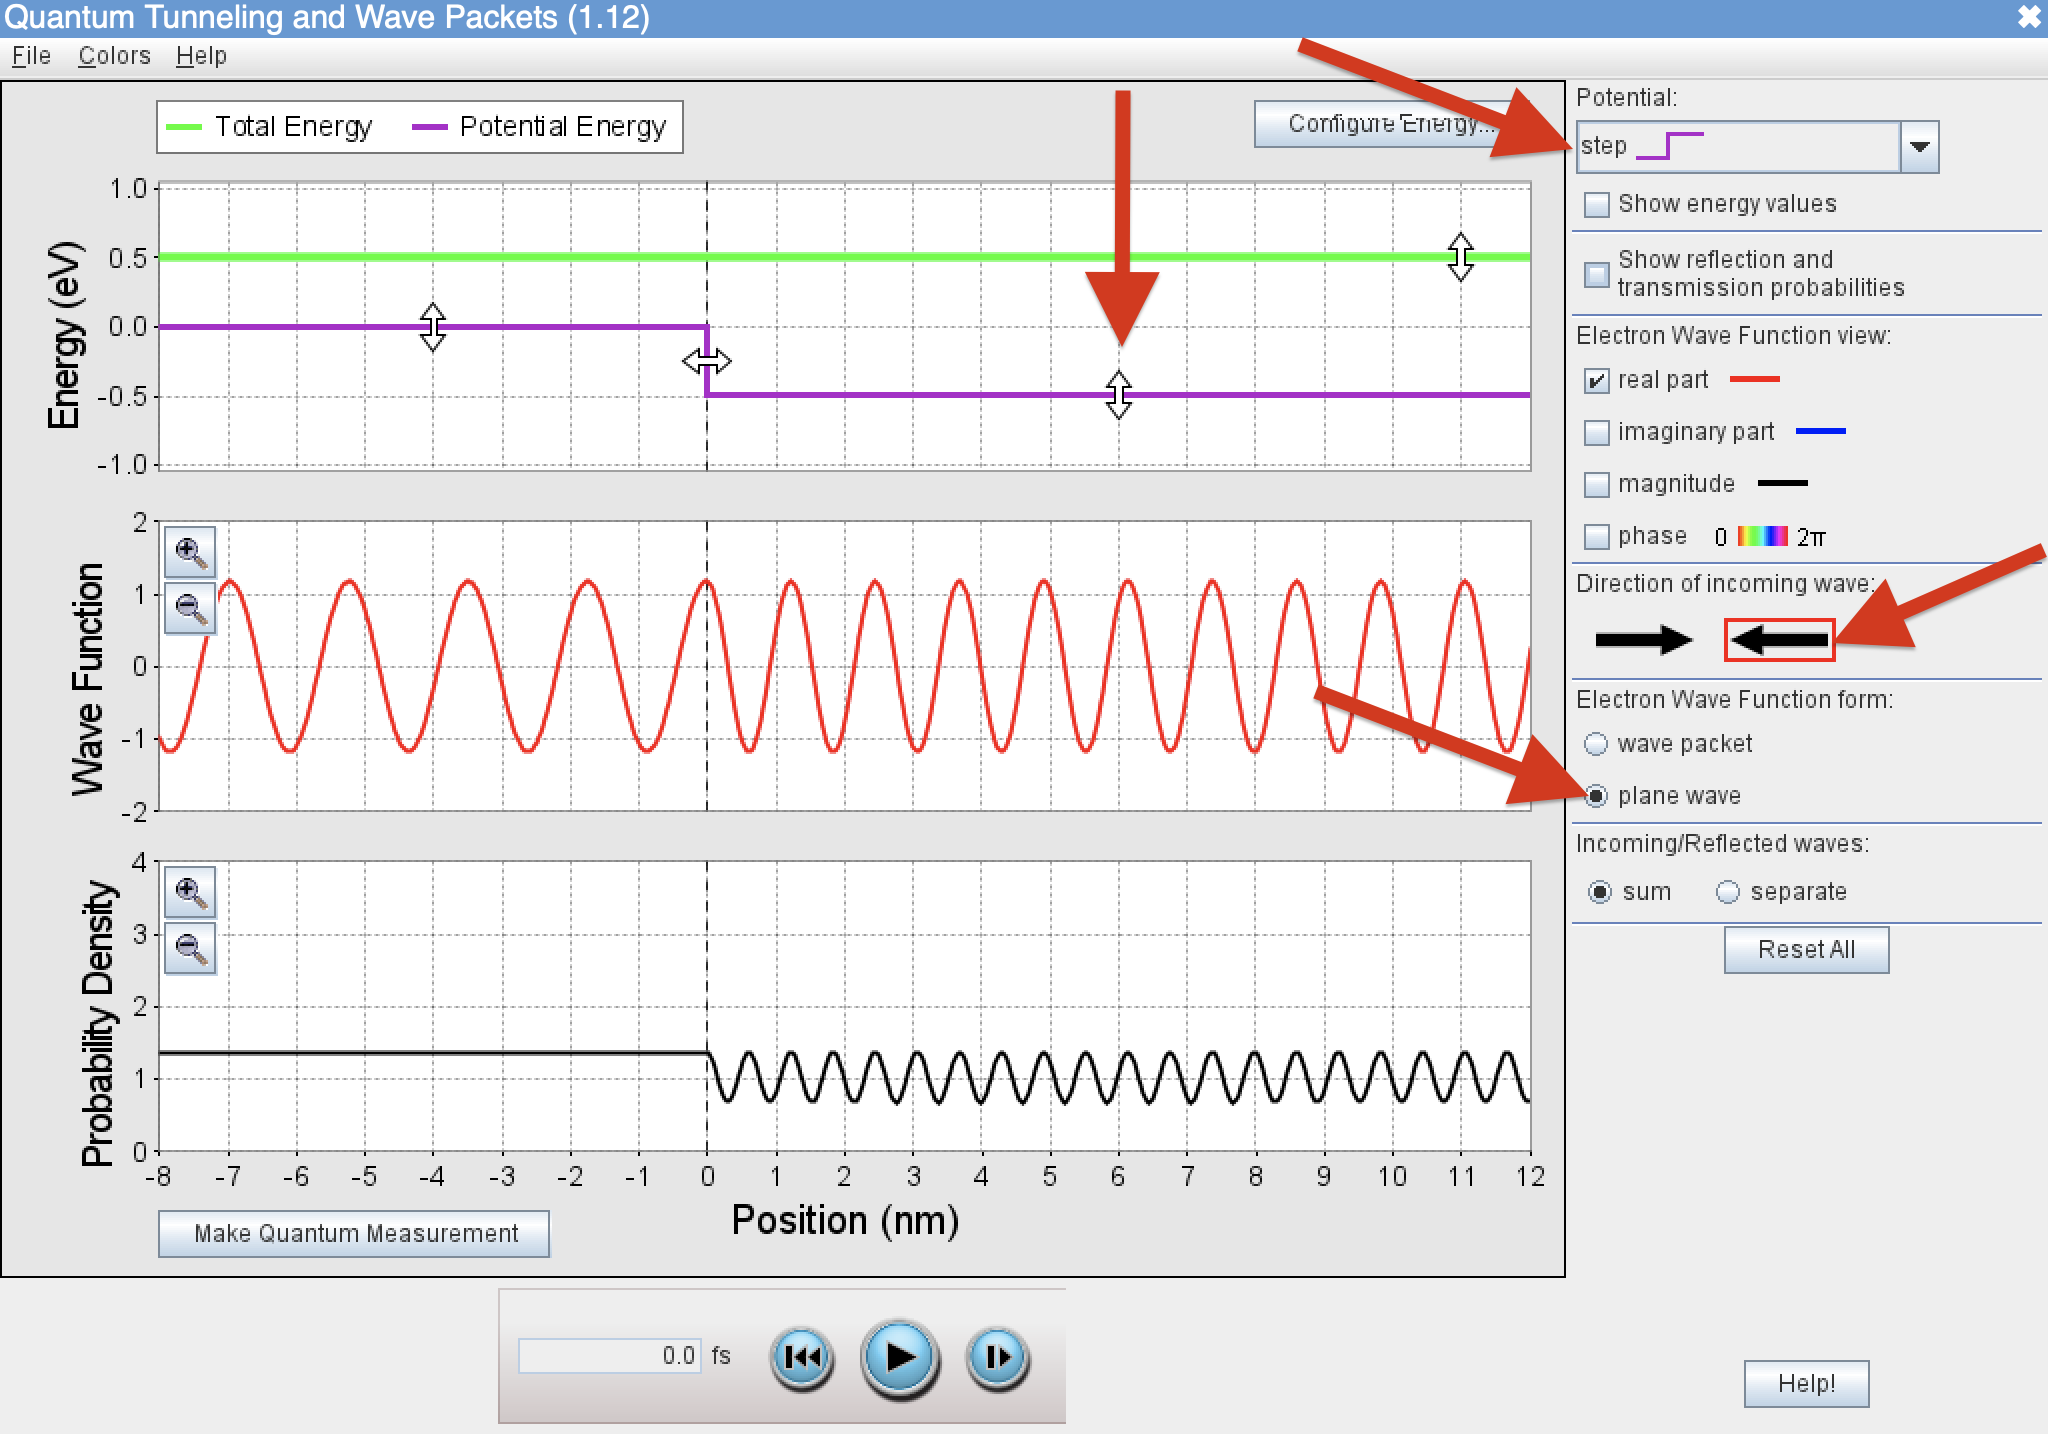 Quantum Tunneling and Wave Packets (1.12)
File Colors Help
Total Energy Potential Energy
Configure Energy...
Energy (eV)
1.0
0.5
0.0
-0.5
-1.0
Wave Function
2
1
0
-1
-2
Probability Density
4
3
2
1
0
-8 -7 -6 -5 -4 -3 -2 -1 0 1 2 3 4 5 6 7 8 9 10 11 12
Position (nm)
Make Quantum Measurement
0.0 fs
Potential:
step
Show energy values
Show reflection and
transmission probabilities
Electron Wave Function view:
real part
imaginary part
magnitude
phase 0 2π
Direction of incoming wave:
Electron Wave Function form:
wave packet
plane wave
Incoming/Reflected waves:
sum separate
Reset All
Help!